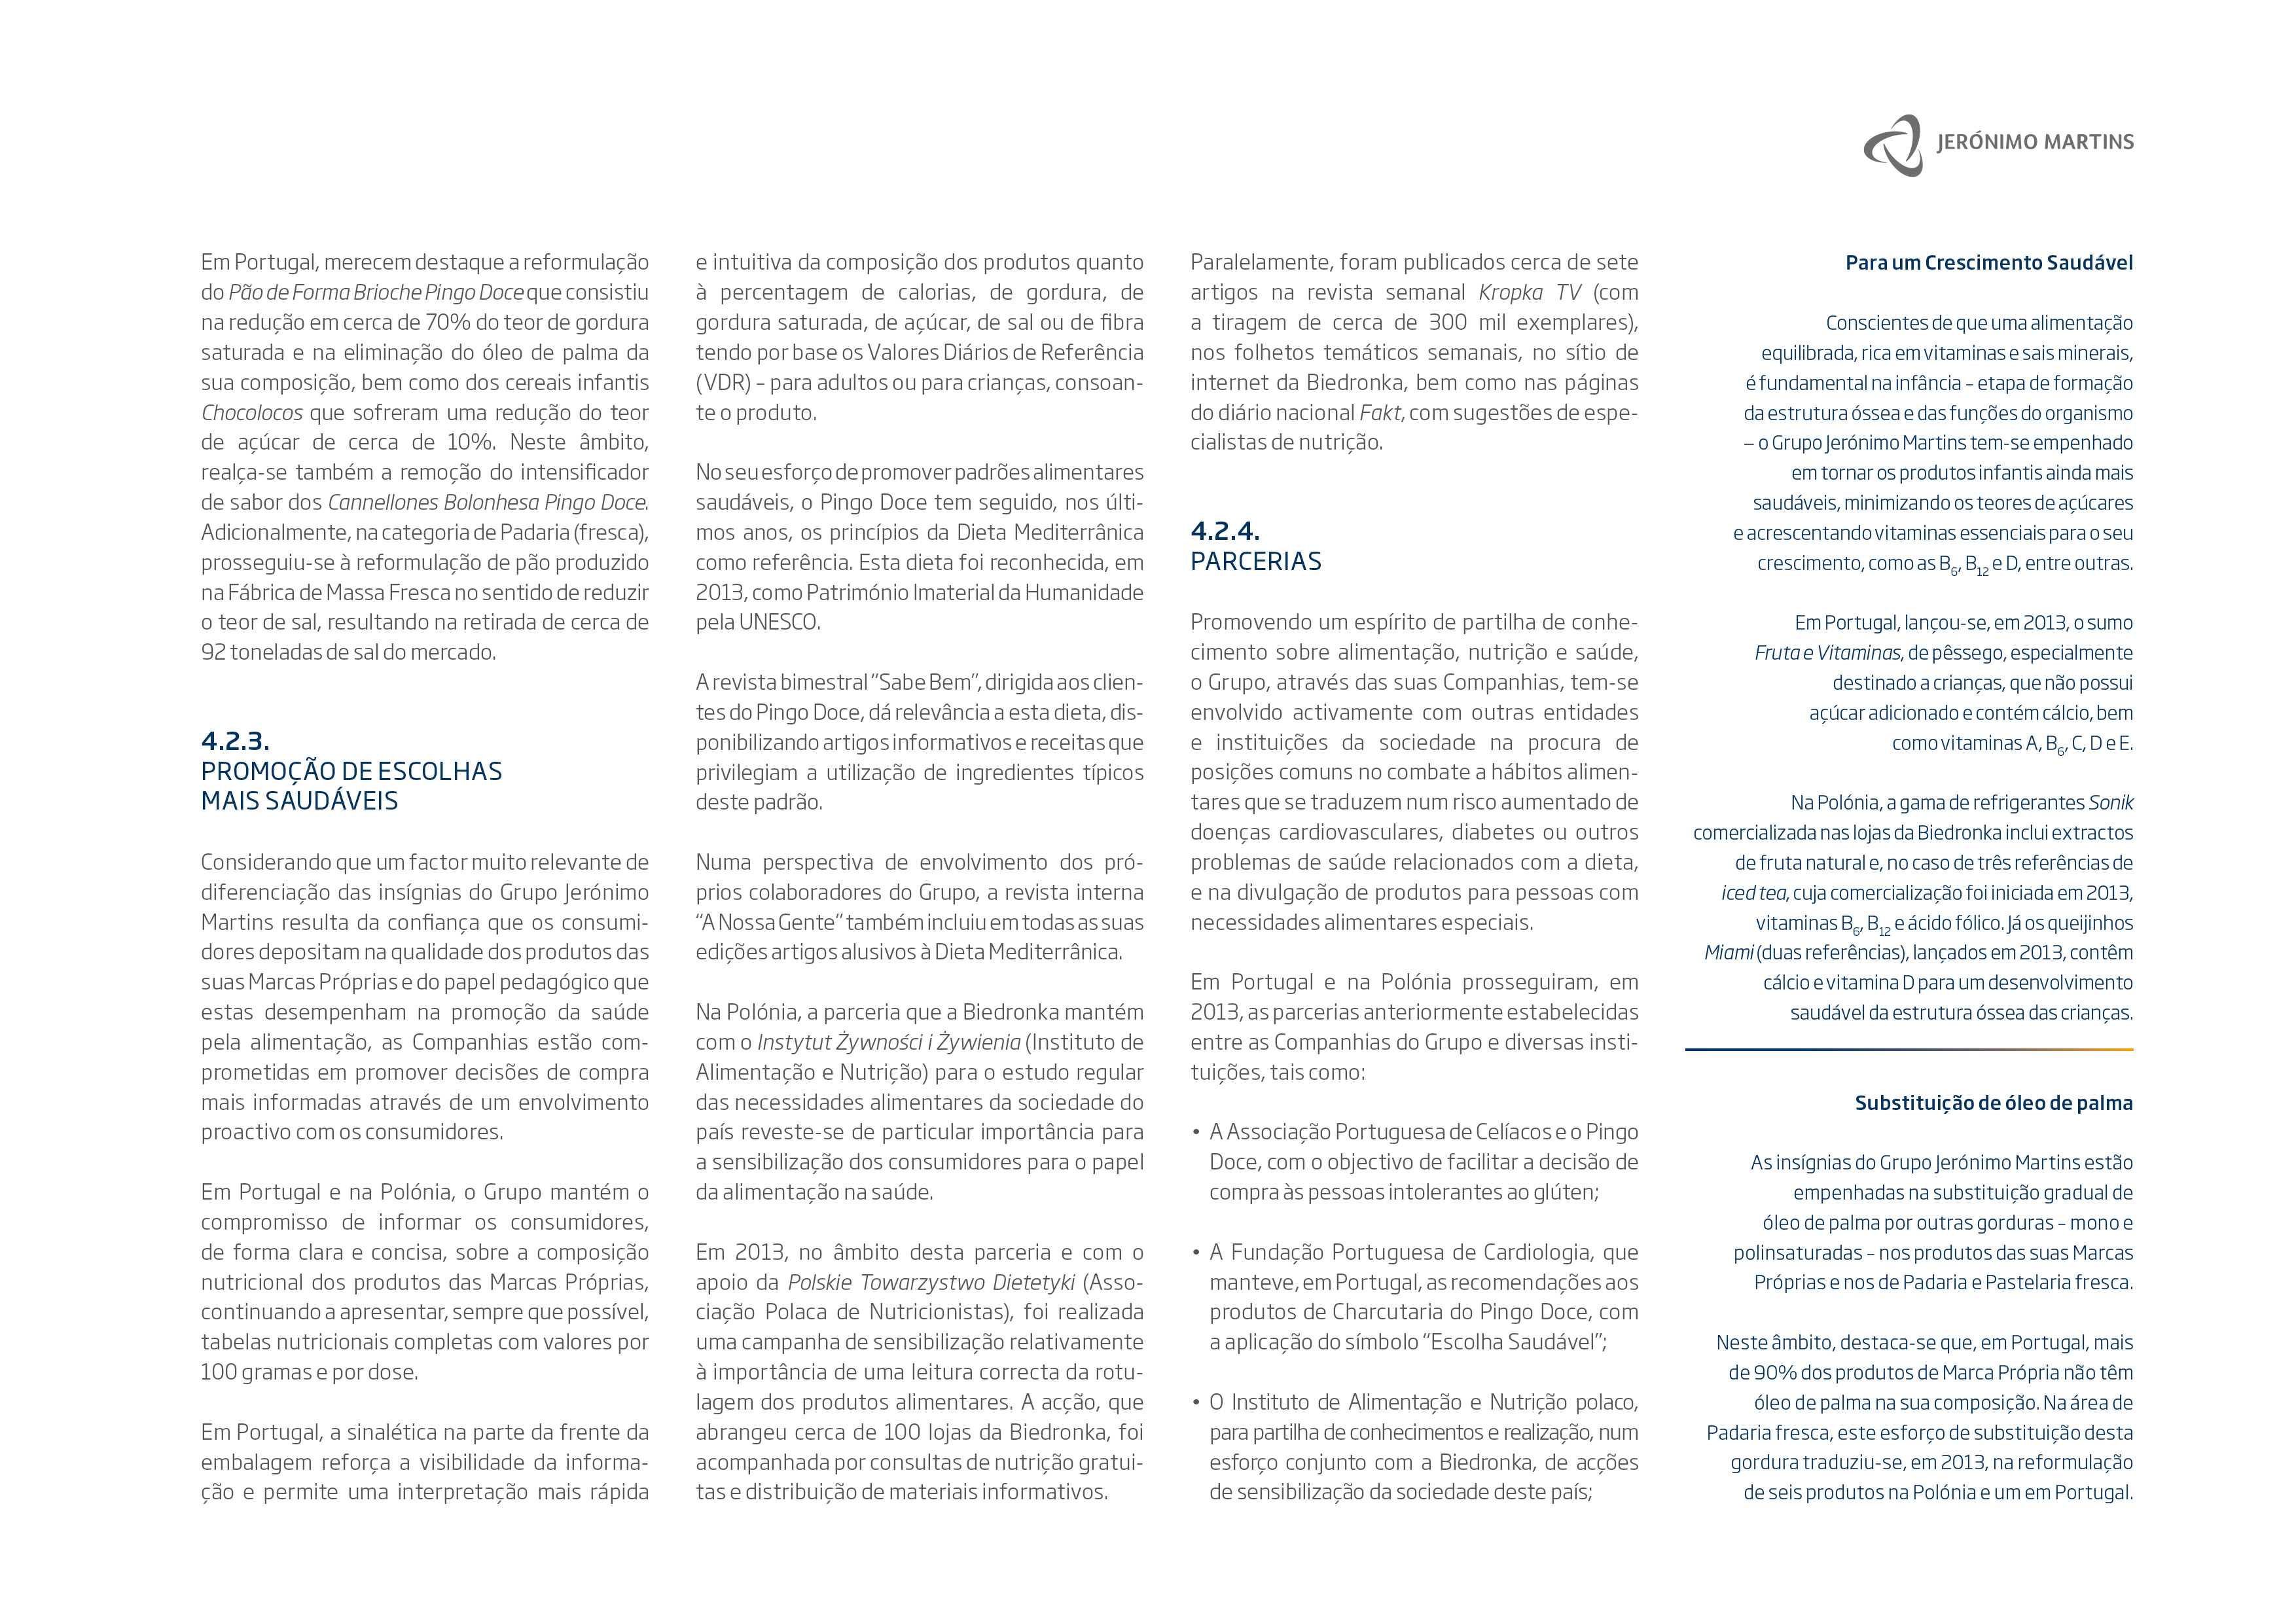 JERÓNIMO MARTINS
Em Portugal, merecem destaque a reformulação
do Pão de Forma Brioche Pingo Doce que consistiu
na redução em cerca de 70% do teor de gordura
saturada e na eliminação do óleo de palma da
sua composição, bem como dos cereais infantis
Chocolocos que sofreram uma redução do teor
de açúcar de cerca de 10%. Neste âmbito,
realça-se também a remoção do intensificador
de sabor dos Cannellones Bolonhesa Pingo Doce.
Adicionalmente, na categoria de Padaria (fresca),
prosseguiu-se à reformulação de pão produzido
na Fábrica de Massa Fresca no sentido de reduzir
o teor de sal, resultando na retirada de cerca de
92 toneladas de sal do mercado.
4.2.3.
PROMOÇÃO DE ESCOLHAS
MAIS SAUDÁVEIS
Considerando que um factor muito relevante de
diferenciação das insígnias do Grupo Jerónimo
Martins resulta da confiança que os consumi-
dores depositam na qualidade dos produtos das
suas Marcas Próprias e do papel pedagógico que
estas desempenham na promoção da saúde
pela alimentação, as Companhias estão com-
prometidas em promover decisões de compra
mais informadas através de um envolvimento
proactivo com os consumidores.
Em Portugal e na Polónia, o Grupo mantém o
compromisso de informar os consumidores,
de forma clara e concisa, sobre a composição
nutricional dos produtos das Marcas Próprias,
continuando a apresentar, sempre que possível,
tabelas nutricionais completas com valores por
100 gramas e por dose.
Em Portugal, a sinalética na parte da frente da
embalagem reforça a visibilidade da informa-
ção e permite uma interpretação mais rápida
e intuitiva da composição dos produtos quanto
à percentagem de calorias, de gordura, de
gordura saturada, de açúcar, de sal ou de fibra
tendo por base os Valores Diários de Referência
(VDR) – para adultos ou para crianças, consoan-
te o produto.
No seu esforço de promover padrões alimentares
saudáveis, o Pingo Doce tem seguido, nos últi-
mos anos, os princípios da Dieta Mediterrânica
como referência. Esta dieta foi reconhecida, em
2013, como Património Imaterial da Humanidade
pela UNESCO.
A revista bimestral “Sabe Bem”, dirigida aos clien-
tes do Pingo Doce, dá relevância a esta dieta, dis-
ponibilizando artigos informativos e receitas que
privilegiam a utilização de ingredientes típicos
deste padrão.
Numa perspectiva de envolvimento dos pró-
prios colaboradores do Grupo, a revista interna
“A Nossa Gente” também incluiu em todas as suas
edições artigos alusivos à Dieta Mediterrânica.
Na Polónia, a parceria que a Biedronka mantém
com o Instytut Żywności i Żywienia (Instituto de
Alimentação e Nutrição) para o estudo regular
das necessidades alimentares da sociedade do
país reveste-se de particular importância para
a sensibilização dos consumidores para o papel
da alimentação na saúde.
Em 2013, no âmbito desta parceria e com o
apoio da Polskie Towarzystwo Dietetyki (Asso-
ciação Polaca de Nutricionistas), foi realizada
uma campanha de sensibilização relativamente
à importância de uma leitura correcta da rotu-
lagem dos produtos alimentares. A acção, que
abrangeu cerca de 100 lojas da Biedronka, foi
acompanhada por consultas de nutrição gratui-
tas e distribuição de materiais informativos.
Paralelamente, foram publicados cerca de sete
artigos na revista semanal Kropka TV (com
a tiragem de cerca de 300 mil exemplares),
nos folhetos temáticos semanais, no sítio de
internet da Biedronka, bem como nas páginas
do diário nacional Fakt, com sugestões de espe-
cialistas de nutrição.
4.2.4.
PARCERIAS
Promovendo um espírito de partilha de conhe-
cimento sobre alimentação, nutrição e saúde,
o Grupo, através das suas Companhias, tem-se
envolvido activamente com outras entidades
e instituições da sociedade na procura de
posições comuns no combate a hábitos alimen-
tares que se traduzem num risco aumentado de
doenças cardiovasculares, diabetes ou outros
problemas de saúde relacionados com a dieta,
e na divulgação de produtos para pessoas com
necessidades alimentares especiais.
Em Portugal e na Polónia prosseguiram, em
2013, as parcerias anteriormente estabelecidas
entre as Companhias do Grupo e diversas insti-
tuições, tais como:
• A Associação Portuguesa de Celíacos e o Pingo
Doce, com o objectivo de facilitar a decisão de
compra às pessoas intolerantes ao glúten;
• A Fundação Portuguesa de Cardiologia, que
manteve, em Portugal, as recomendações aos
produtos de Charcutaria do Pingo Doce, com
a aplicação do símbolo “Escolha Saudável”;
• O Instituto de Alimentação e Nutrição polaco,
para partilha de conhecimentos e realização, num
esforço conjunto com a Biedronka, de acções
de sensibilização da sociedade deste país;
Para um Crescimento Saudável
Conscientes de que uma alimentação
equilibrada, rica em vitaminas e sais minerais,
é fundamental na infância – etapa de formação
da estrutura óssea e das funções do organismo
– o Grupo Jerónimo Martins tem-se empenhado
em tornar os produtos infantis ainda mais
saudáveis, minimizando os teores de açúcares
e acrescentando vitaminas essenciais para o seu
crescimento, como as B6, B12 e D, entre outras.
Em Portugal, lançou-se, em 2013, o sumo
Fruta e Vitaminas, de pêssego, especialmente
destinado a crianças, que não possui
açúcar adicionado e contém cálcio, bem
como vitaminas A, B6, C, D e E.
Na Polónia, a gama de refrigerantes Sonik
comercializada nas lojas da Biedronka inclui extractos
de fruta natural e, no caso de três referências de
iced tea, cuja comercialização foi iniciada em 2013,
vitaminas B6, B12 e ácido fólico. Já os queijinhos
Miami (duas referências), lançados em 2013, contêm
cálcio e vitamina D para um desenvolvimento
saudável da estrutura óssea das crianças.
Substituição de óleo de palma
As insígnias do Grupo Jerónimo Martins estão
empenhadas na substituição gradual de
óleo de palma por outras gorduras – mono e
polinsaturadas – nos produtos das suas Marcas
Próprias e nos de Padaria e Pastelaria fresca.
Neste âmbito, destaca-se que, em Portugal, mais
de 90% dos produtos de Marca Própria não têm
óleo de palma na sua composição. Na área de
Padaria fresca, este esforço de substituição desta
gordura traduziu-se, em 2013, na reformulação
de seis produtos na Polónia e um em Portugal.